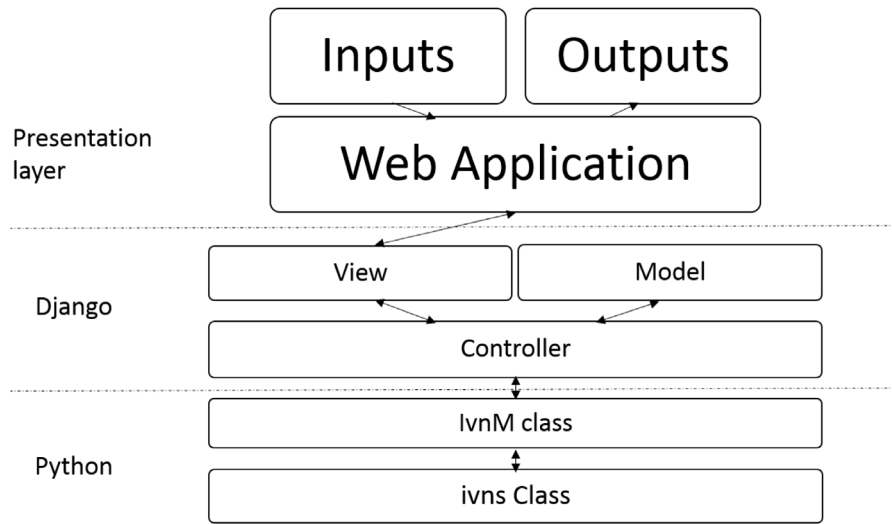 Inputs
Outputs
Presentation
layer
Web Application
View
Model
Django
Controller
IvnM class
Python
ivns Class